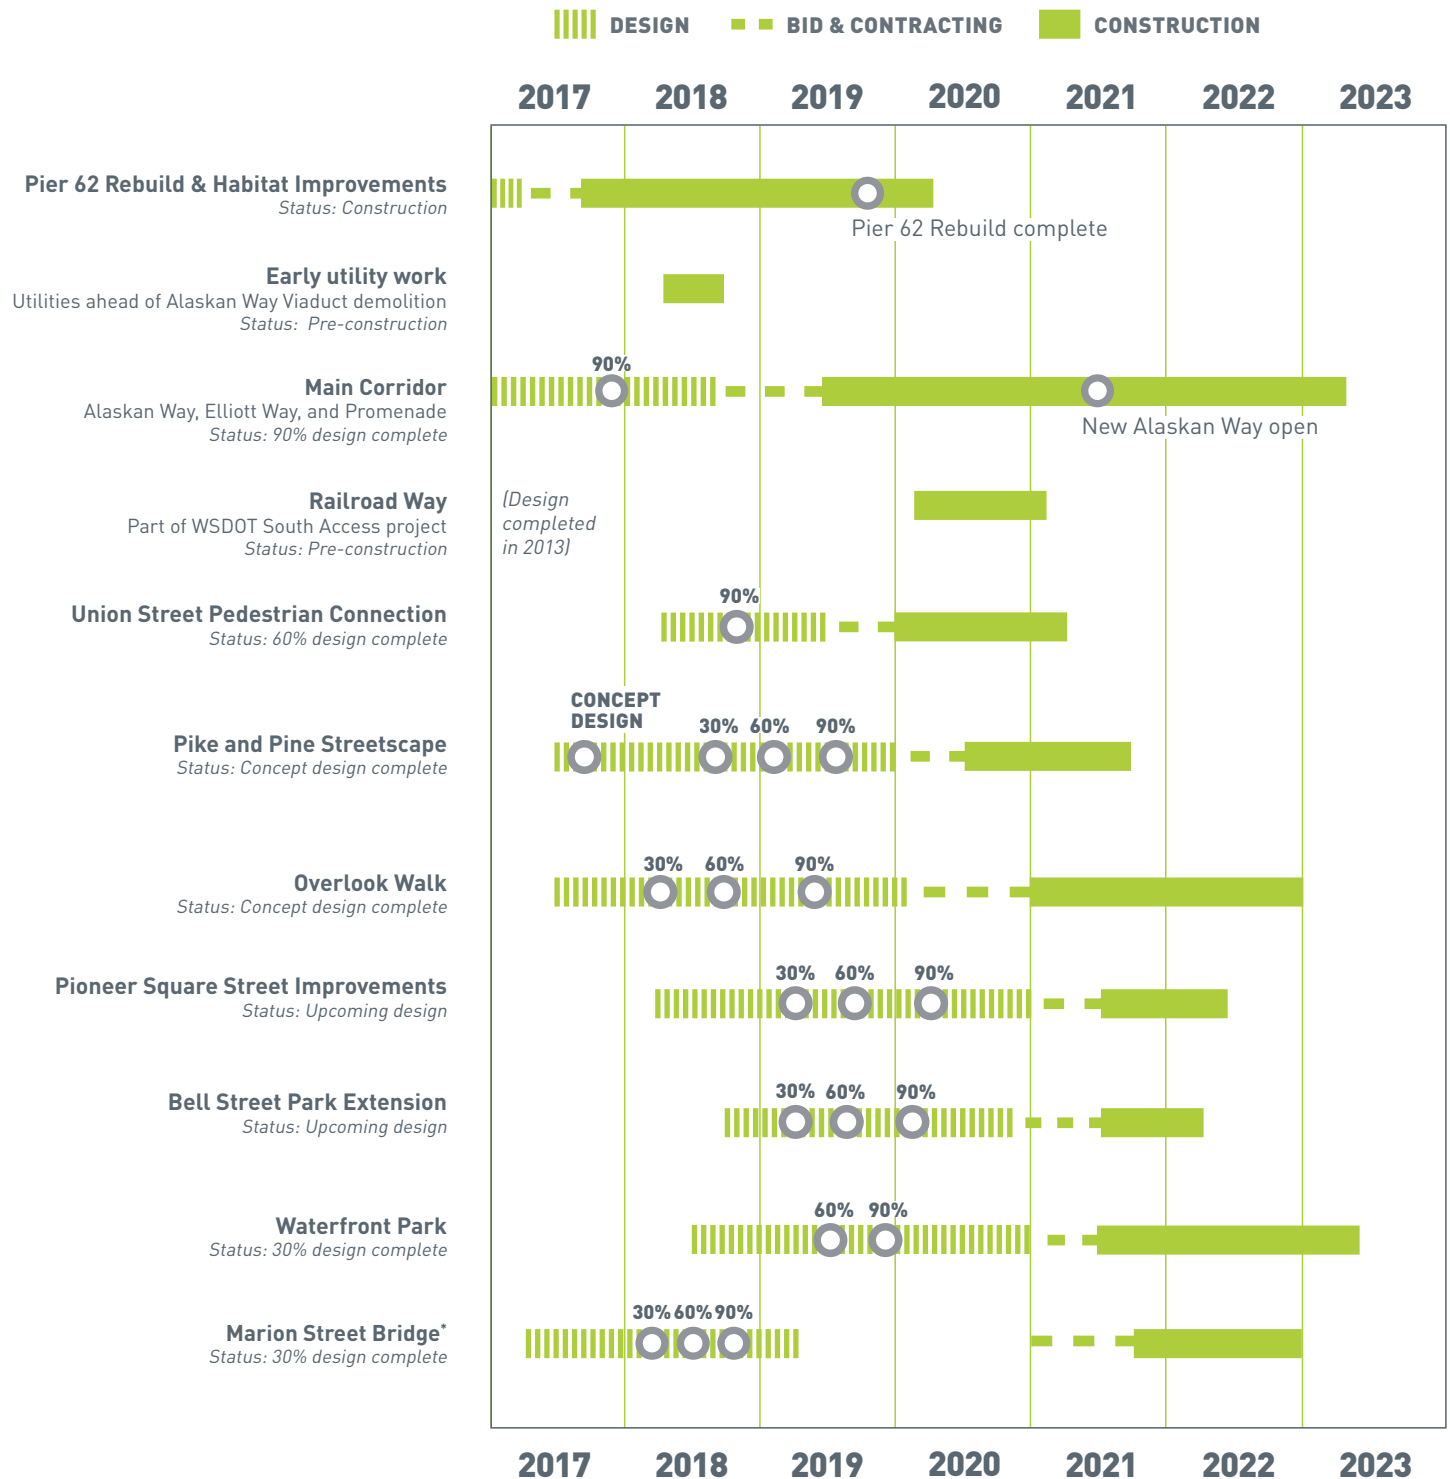 DESIGN BID & CONTRACTING CONSTRUCTION
2017 2018 2019 2020 2021 2022 2023
Pier 62 Rebuild & Habitat Improvements
Status: Construction
Pier 62 Rebuild complete
Early utility work
Utilities ahead of Alaskan Way Viaduct demolition
Status: Pre-construction
90%
Main Corridor
Alaskan Way, Elliott Way, and Promenade
Status: 90% design complete
New Alaskan Way open
Railroad Way
Part of WSDOT South Access project
Status: Pre-construction
(Design
completed
in 2013)
90%
Union Street Pedestrian Connection
Status: 60% design complete
CONCEPT
DESIGN
30% 60% 90%
Pike and Pine Streetscape
Status: Concept design complete
30% 60% 90%
Overlook Walk
Status: Concept design complete
30% 60% 90%
Pioneer Square Street Improvements
Status: Upcoming design
30% 60% 90%
Bell Street Park Extension
Status: Upcoming design
60% 90%
Waterfront Park
Status: 30% design complete
30% 60% 90%
Marion Street Bridge*
Status: 30% design complete
2017 2018 2019 2020 2021 2022 2023